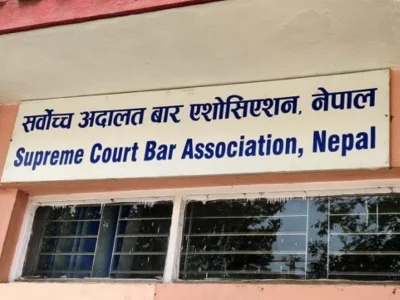 सर्वोच्च अदालत बार एशोसिएशन, नेपाल
Supreme Court Bar Association, Nepal